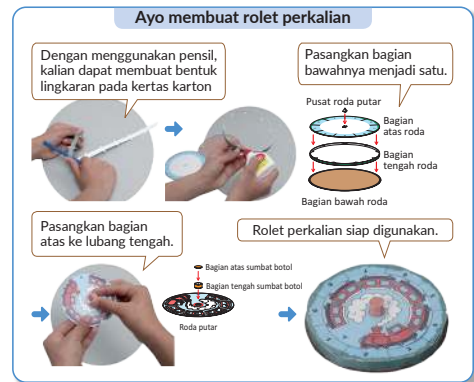 Ayo membuat rolet perkalian
Dengan menggunakan pensil,
kalian dapat membuat bentuk
lingkaran pada kertas karton
Pasangkan bagian
bawahnya menjadi satu.
Pusat roda putar
Bagian
atas roda
Bagian
tengah roda
Bagian bawah roda
Pasangkan bagian
atas ke lubang tengah.
Bagian atas sumbat botol
Bagian tengah sumbat botol
Roda putar
Rolet perkalian siap digunakan.